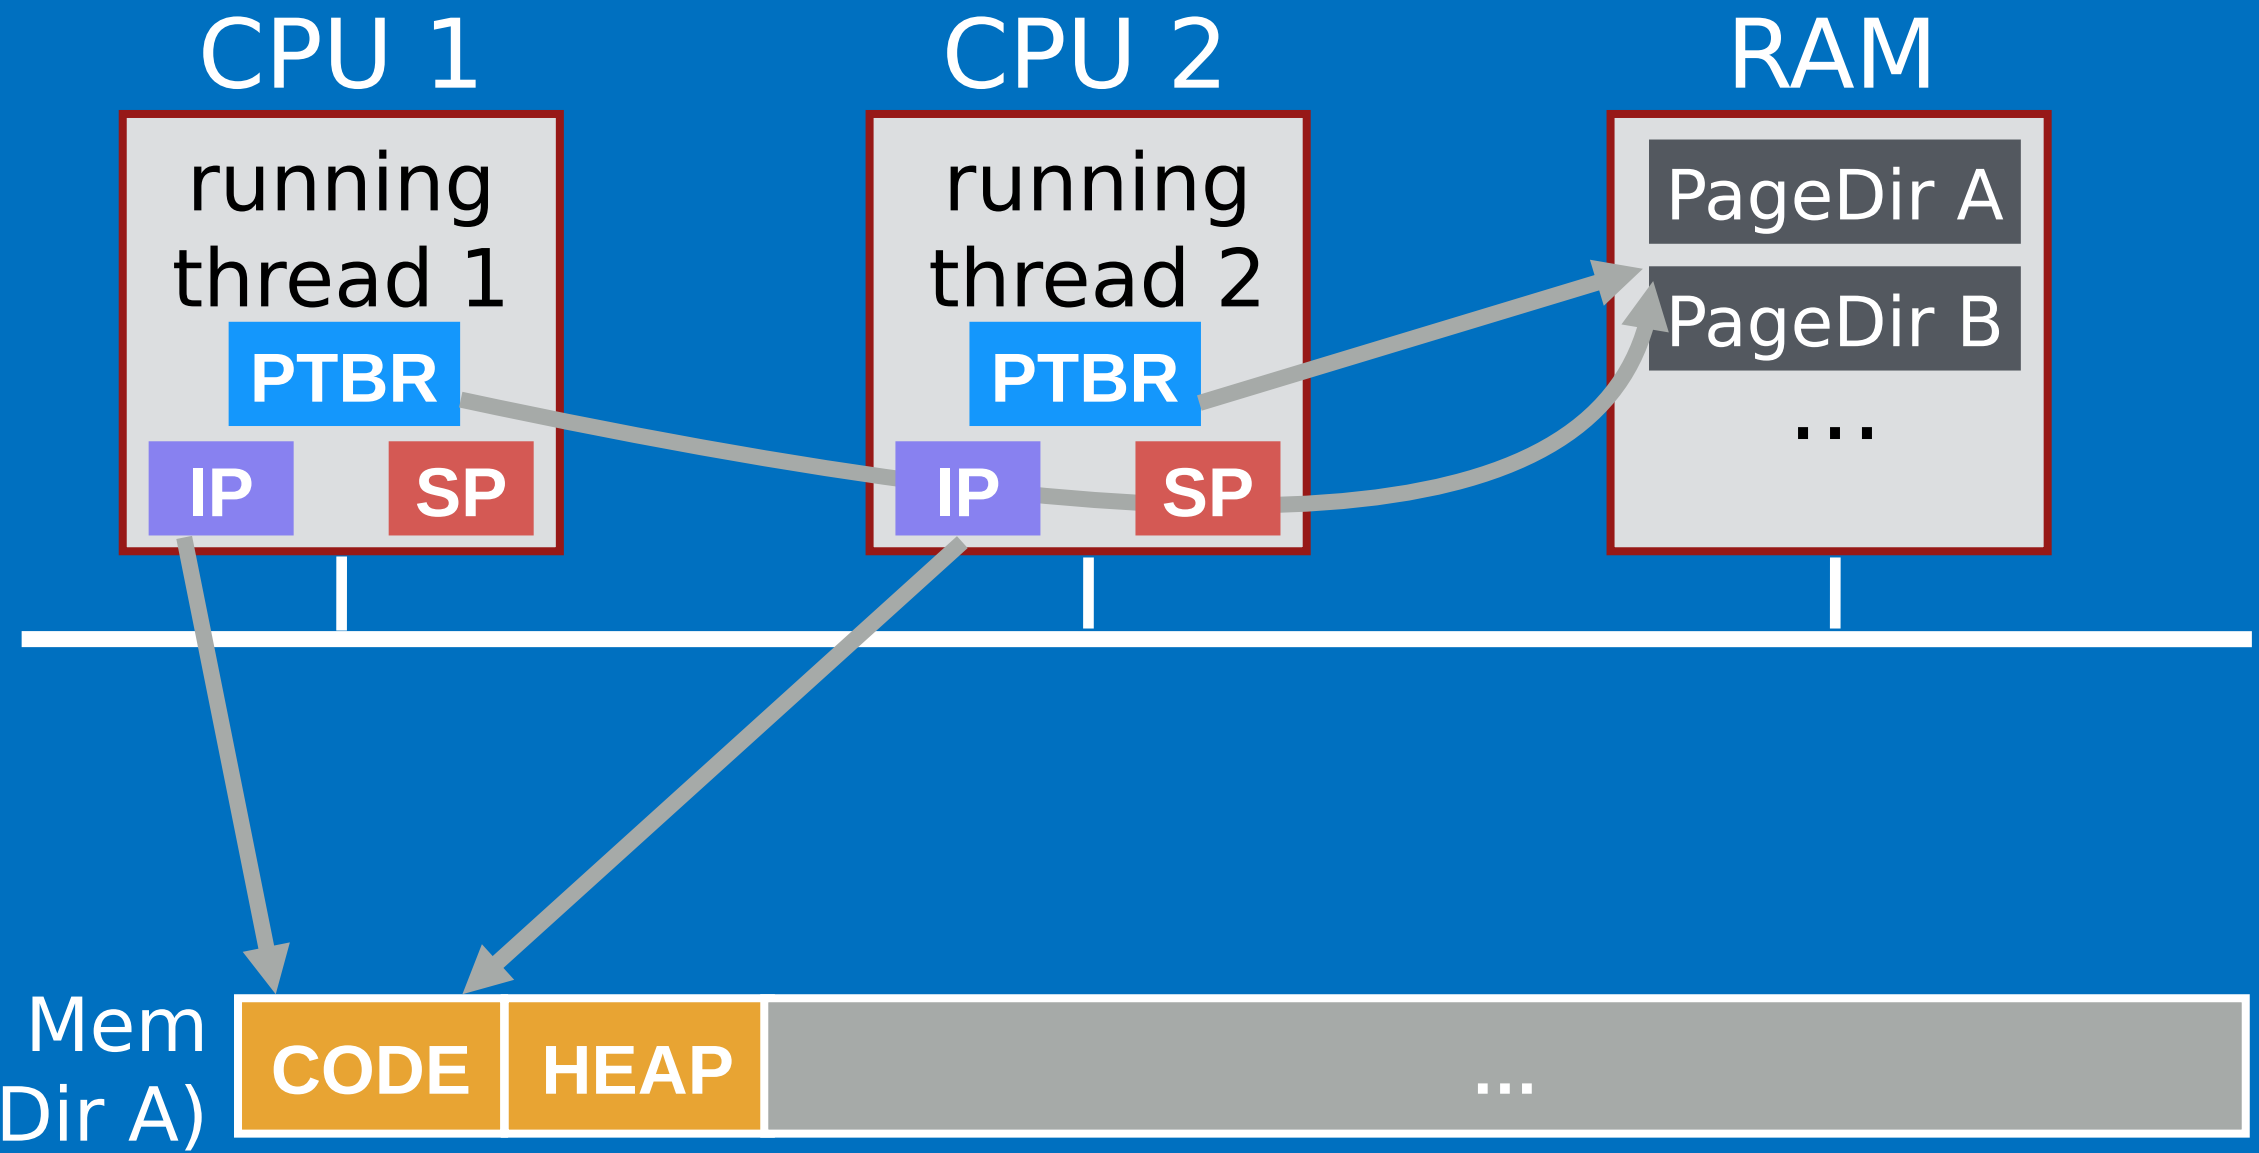 CPU 1
CPU 2
RAM
running
thread 1
PTBR
IP
SP
running
thread 2
PTBR
IP
SP
PageDir A
PageDir B
...
Mem
Dir A)
CODE
HEAP
...